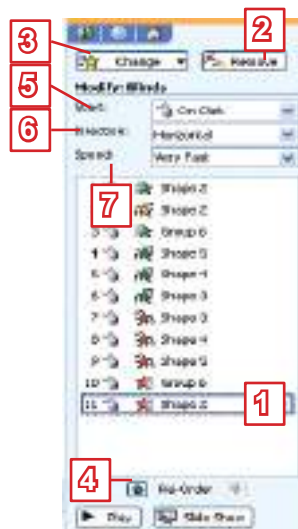 3
2
Change
Remove
Modify: Blinds
5
Start:
On Click
6
Direction:
Horizontal
Speed:
Very Fast
7
Shape 2
Shape 2
3 Group 6
4 Shape 5
5 Shape 4
6 Shape 3
7 Shape 3
8 Shape 4
9 Shape 5
10 Group 6
11 Shape 2
1
4
Re-Order
Play
Slide Show